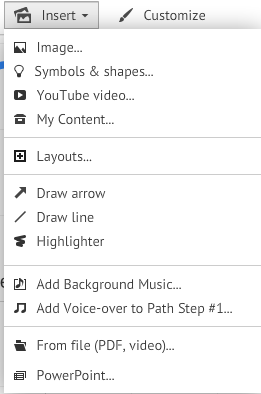 Insert Customize
Image...
Symbols & shapes...
YouTube video...
My Content...
Layouts...
Draw arrow
Draw line
Highlighter
Add Background Music...
Add Voice-over to Path Step #1...
From file (PDF, video)...
PowerPoint...